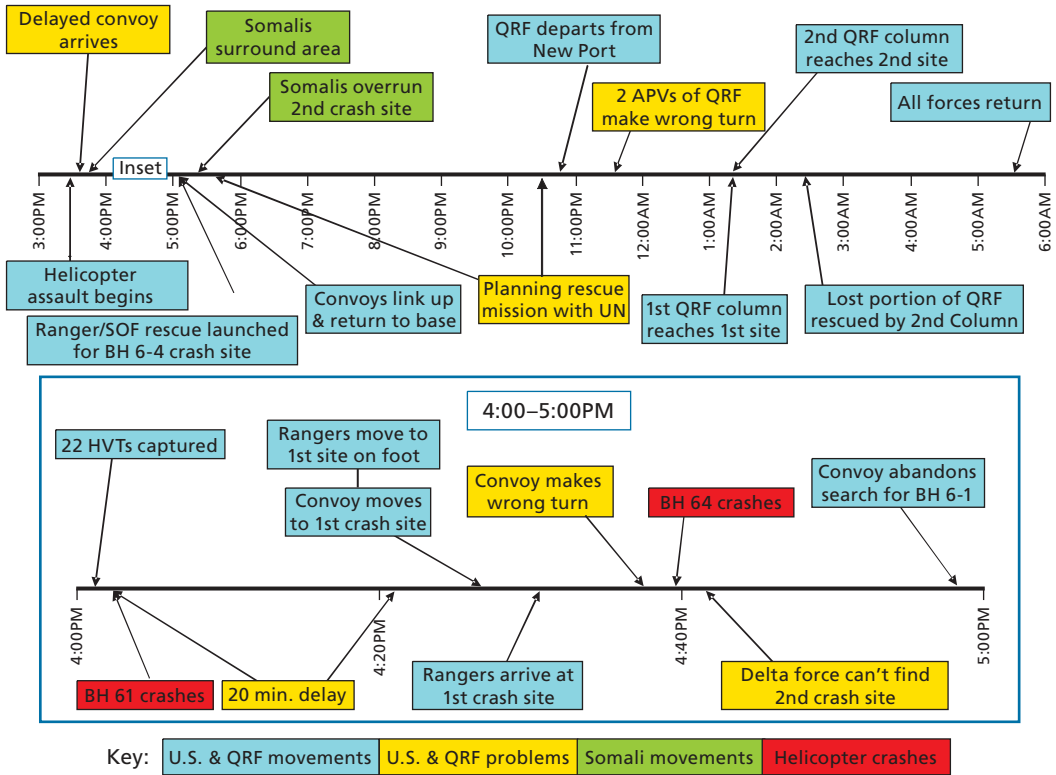 Delayed convoy
arrives
Somalis
surround area
Somalis overrun
2nd crash site
QRF departs from
New Port
2 APVs of QRF
make wrong turn
2nd QRF column
reaches 2nd site
All forces return
Inset
3:00PM
4:00PM
5:00PM
6:00PM
7:00PM
8:00PM
9:00PM
10:00PM
11:00PM
12:00AM
1:00AM
2:00AM
3:00AM
4:00AM
5:00AM
6:00AM
Helicopter
assault begins
Ranger/SOF rescue launched
for BH 6-4 crash site
Convoys link up
& return to base
Planning rescue
mission with UN
1st QRF column
reaches 1st site
Lost portion of QRF
rescued by 2nd Column
4:00–5:00PM
22 HVTs captured
Rangers move to
1st site on foot
Convoy moves
to 1st crash site
Convoy makes
wrong turn
BH 64 crashes
Convoy abandons
search for BH 6-1
4:00PM
4:20PM
4:40PM
5:00PM
BH 61 crashes
20 min. delay
Rangers arrive at
1st crash site
Delta force can't find
2nd crash site
Key: U.S. & QRF movements U.S. & QRF problems Somali movements Helicopter crashes